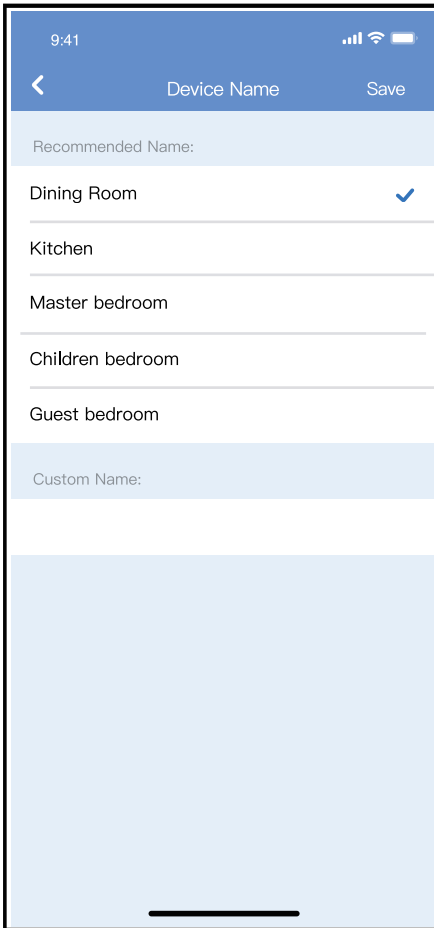 9:41
Device Name Save
Recommended Name:
Dining Room
Kitchen
Master bedroom
Children bedroom
Guest bedroom
Custom Name: